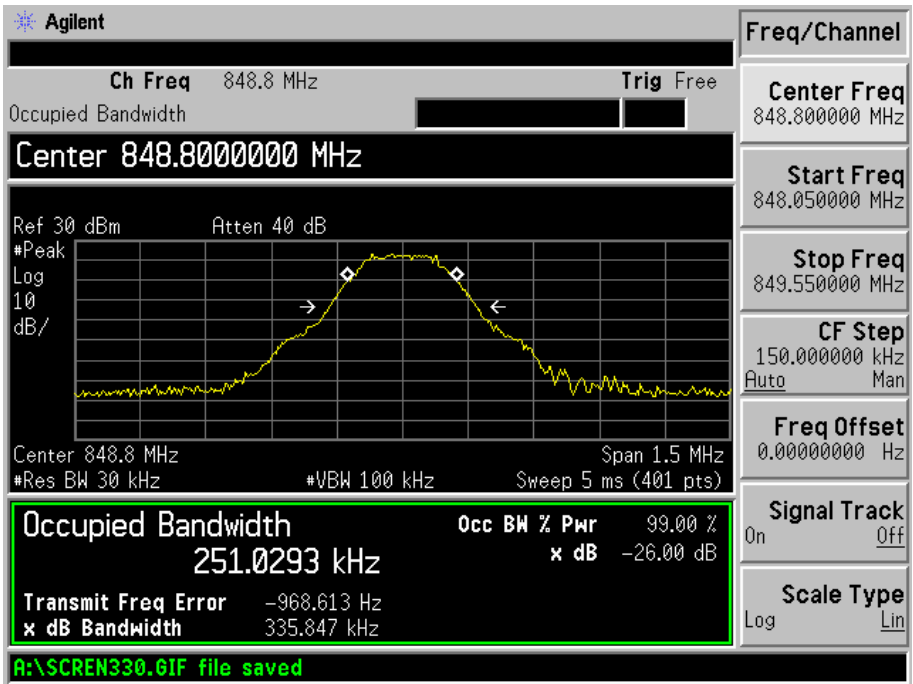 Agilent
Ch Freq 848.8 MHz Trig Free
Occupied Bandwidth
Center 848.8000000 MHz
Ref 30 dBm Atten 40 dB
#Peak
Log
10
dB/
Center 848.8 MHz Span 1.5 MHz
#Res BW 30 kHz #VBW 100 kHz Sweep 5 ms (401 pts)
Occupied Bandwidth Occ BW % Pwr 99.00 %
251.0293 kHz x dB -26.00 dB
Transmit Freq Error -968.613 Hz
x dB Bandwidth 335.847 kHz
A:\SCREN330.GIF file saved
Freq/Channel
Center Freq
848.800000 MHz
Start Freq
848.050000 MHz
Stop Freq
849.550000 MHz
CF Step
150.000000 kHz
Auto Man
Freq Offset
0.00000000 Hz
Signal Track
On Off
Scale Type
Log Lin